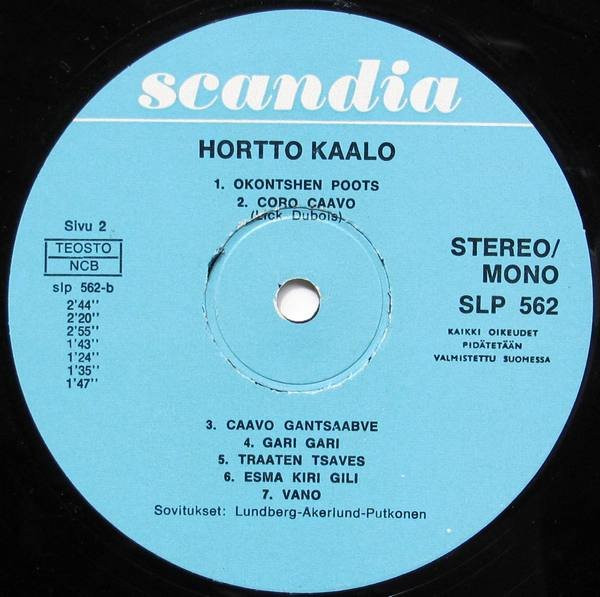 scandia
HORTTO KAALO
1. OKONTSHEN POOTS
2. CORO CAAVO
(Lick Dubois)
Sivu 2
TEOSTO
NCB
slp 562-b
2'44''
2'20''
2'55''
1'43''
1'24''
1'35''
1'47''
STEREO/
MONO
SLP 562
KAIKKI OIKEUDET
PIDÄTETÄÄN
VALMISTETTU SUOMESSA
3. CAAVO GANTSAABVE
4. GARI GARI
5. TRAATEN TSAVES
6. ESMA KIRI GILI
7. VANO
Sovitukset: Lundberg-Akerlund-Putkonen